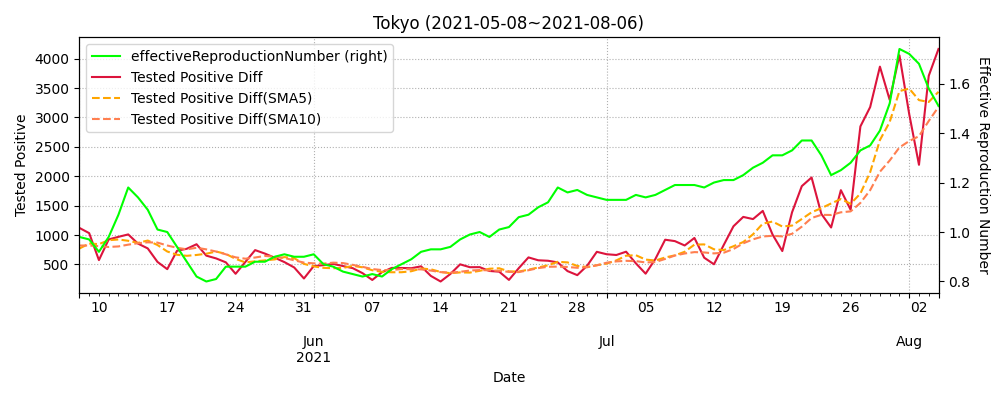 Tokyo (2021-05-08~2021-08-06)
effectiveReproductionNumber (right)
Tested Positive Diff
Tested Positive Diff(SMA5)
Tested Positive Diff(SMA10)
Tested Positive
4000
3500
3000
2500
2000
1500
1000
500
Effective Reproduction Number
1.6
1.4
1.2
1.0
0.8
10 17 24 31 07 14 21 28 05 12 19 26 02
Jun Jul Aug
2021
Date